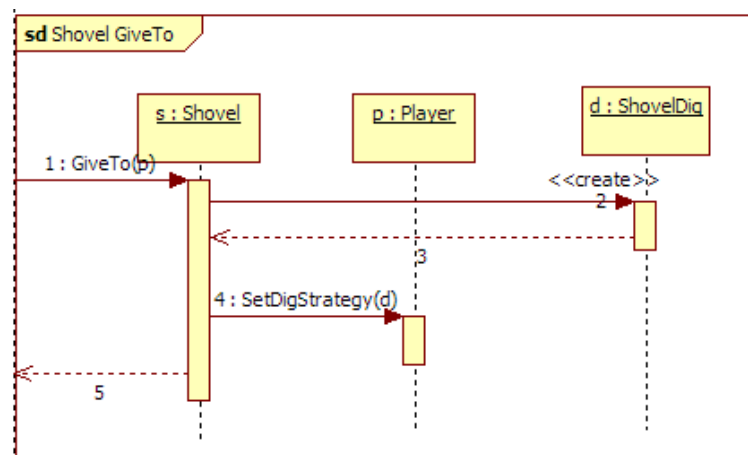 sd Shovel GiveTo
s : Shovel
p : Player
d : ShovelDig
1 : GiveTo(p)
<<create>>
2
3
4 : SetDigStrategy(d)
5